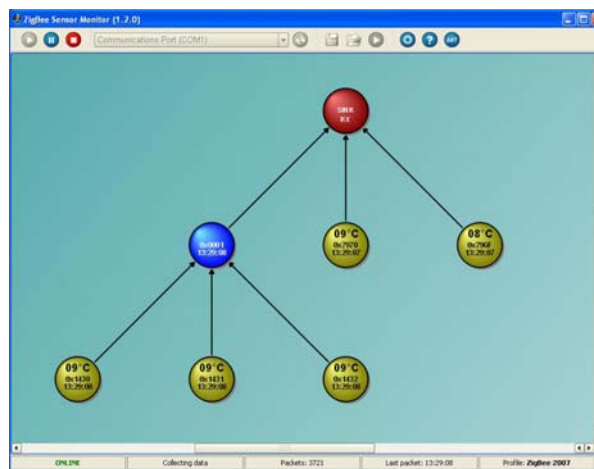 ZigBee Sensor Monitor (1.2.0)
Communications Port (COM1)
SINK
09°C
0x7970
13:29:07
08°C
0x796F
13:29:07
0x0001
13:29:08
09°C
0x1430
13:29:08
09°C
0x1431
13:29:08
09°C
0x1432
13:29:08
ONLINE
Collecting data
Packets: 3721
Last packet: 13:29:08
Profile: ZigBee 2007